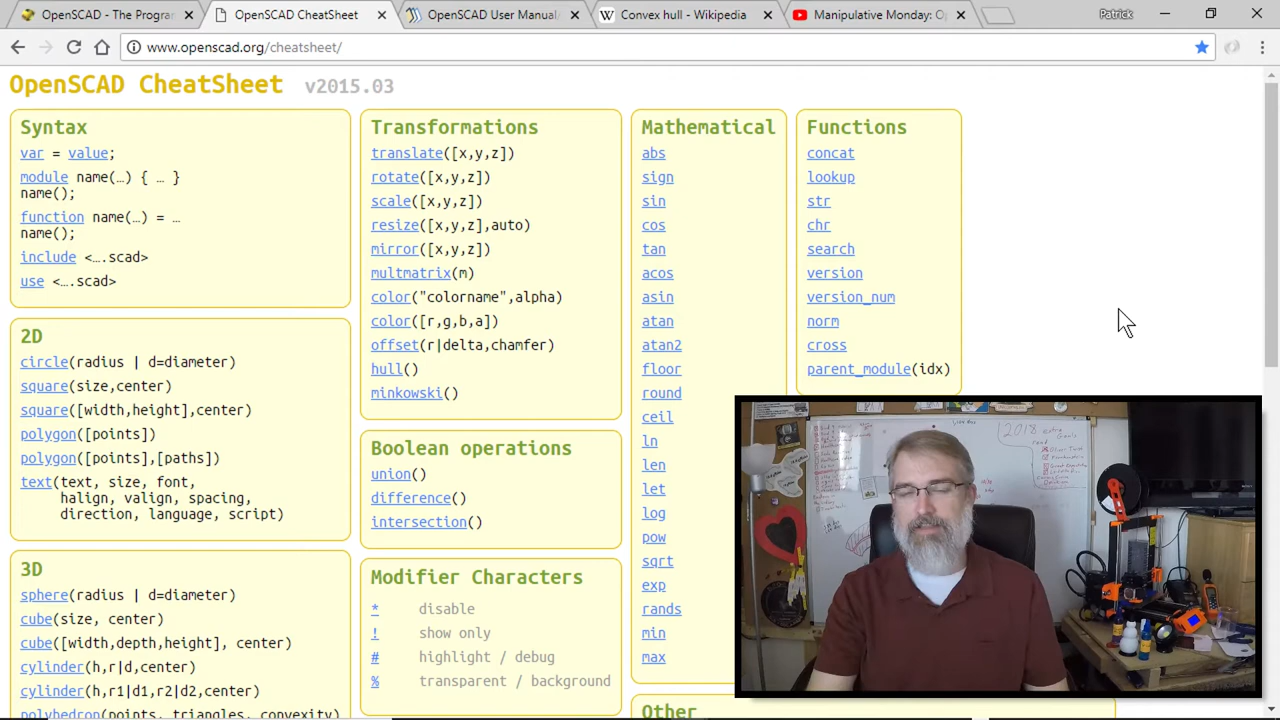 OpenSCAD - The Progra
OpenSCAD CheatSheet
OpenSCAD User Manual
Convex hull - Wikipedia
Manipulative Monday: O
Patrick
www.openscad.org/cheatsheet/
OpenSCAD CheatSheet v2015.03
Syntax
var = value;
module name(…) { … }
name();
function name(…) = …
name();
include <….scad>
use <….scad>
2D
circle(radius | d=diameter)
square(size,center)
square([width,height],center)
polygon([points])
polygon([points],[paths])
text(text, size, font,
halign, valign, spacing,
direction, language, script)
3D
sphere(radius | d=diameter)
cube(size, center)
cube([width,depth,height], center)
cylinder(h,r|d,center)
cylinder(h,r1|d1,r2|d2,center)
polyhedron(points, triangles, convexity)
Transformations
translate([x,y,z])
rotate([x,y,z])
scale([x,y,z])
resize([x,y,z],auto)
mirror([x,y,z])
multmatrix(m)
color("colorname",alpha)
color([r,g,b,a])
offset(r|delta,chamfer)
hull()
minkowski()
Boolean operations
union()
difference()
intersection()
Modifier Characters
* disable
! show only
# highlight / debug
% transparent / background
Mathematical
abs
sign
sin
cos
tan
acos
asin
atan
atan2
floor
round
ceil
ln
len
let
log
pow
sqrt
exp
rands
min
max
Other
Functions
concat
lookup
str
chr
search
version
version_num
norm
cross
parent_module(idx)
2018